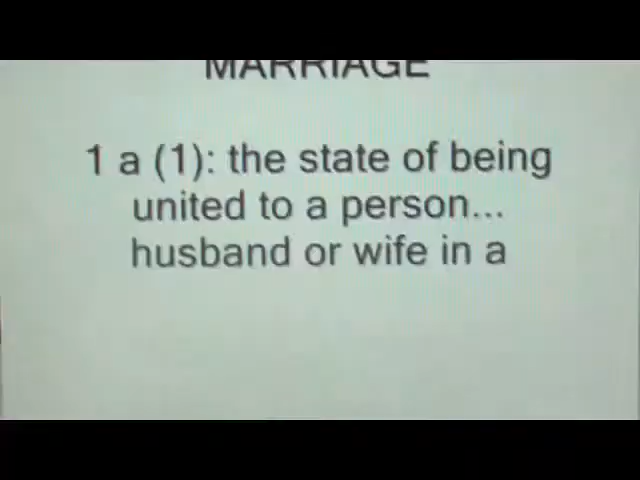 MARRIAGE
1 a (1): the state of being
united to a person...
husband or wife in a